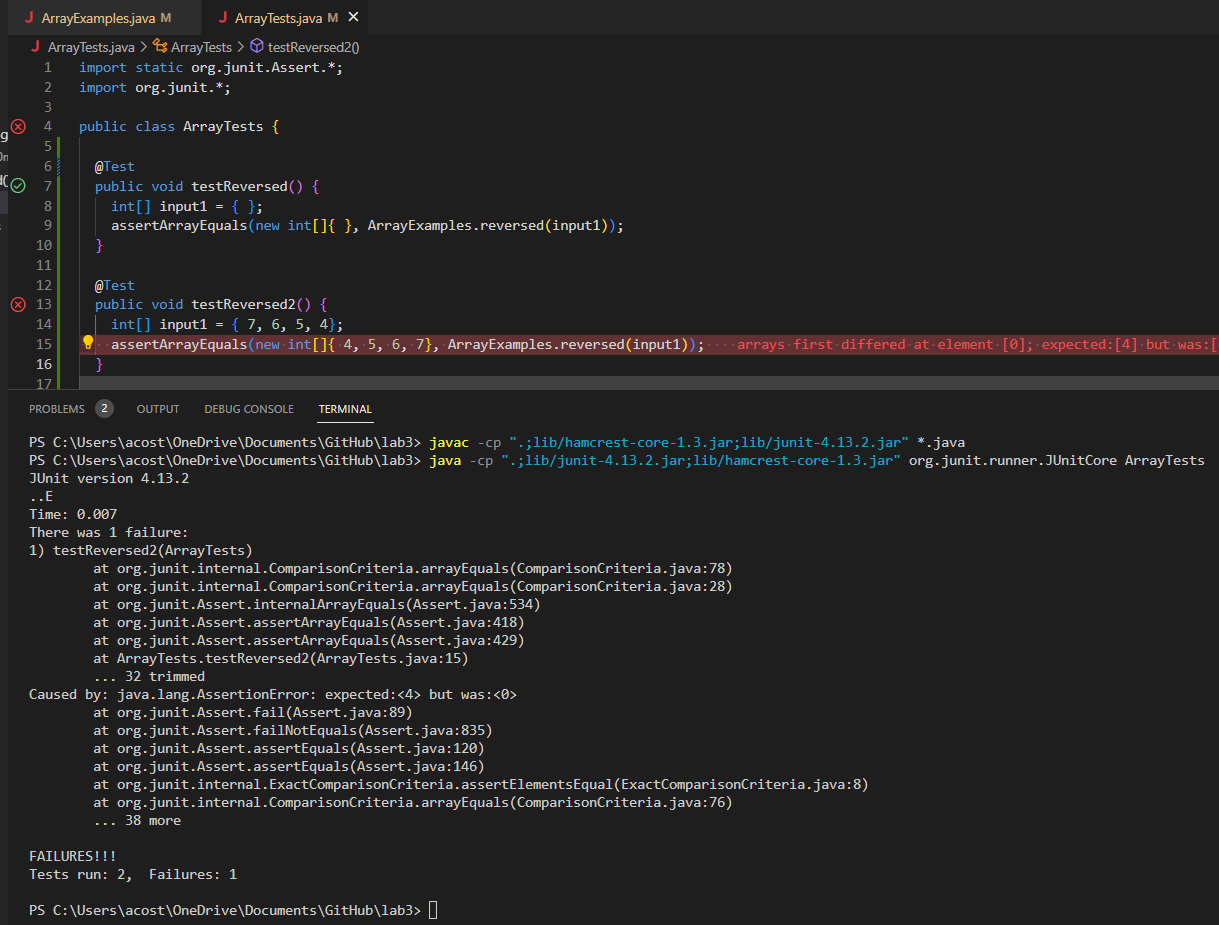 ArrayExamples.java M
ArrayTests.java M
ArrayTests.java > ArrayTests > testReversed2()
1 import static org.junit.Assert.*;
2 import org.junit.*;
3
4 public class ArrayTests {
5
6 @Test
7 public void testReversed() {
8 int[] input1 = { };
9 assertArrayEquals(new int[]{ }, ArrayExamples.reversed(input1));
10 }
11
12 @Test
13 public void testReversed2() {
14 int[] input1 = { 7, 6, 5, 4};
15 assertArrayEquals(new int[]{ 4, 5, 6, 7}, ArrayExamples.reversed(input1)); arrays first differed at element [0]; expected:[4] but was:[
16 }
17
PROBLEMS 2 OUTPUT DEBUG CONSOLE TERMINAL
PS C:\Users\acost\OneDrive\Documents\GitHub\lab3> javac -cp ".;lib/hamcrest-core-1.3.jar;lib/junit-4.13.2.jar" *.java
PS C:\Users\acost\OneDrive\Documents\GitHub\lab3> java -cp ".;lib/junit-4.13.2.jar;lib/hamcrest-core-1.3.jar" org.junit.runner.JUnitCore ArrayTests
JUnit version 4.13.2
..E
Time: 0.007
There was 1 failure:
1) testReversed2(ArrayTests)
at org.junit.internal.ComparisonCriteria.arrayEquals(ComparisonCriteria.java:78)
at org.junit.internal.ComparisonCriteria.arrayEquals(ComparisonCriteria.java:28)
at org.junit.Assert.internalArrayEquals(Assert.java:534)
at org.junit.Assert.assertArrayEquals(Assert.java:418)
at org.junit.Assert.assertArrayEquals(Assert.java:429)
at ArrayTests.testReversed2(ArrayTests.java:15)
... 32 trimmed
Caused by: java.lang.AssertionError: expected:<4> but was:<0>
at org.junit.Assert.fail(Assert.java:89)
at org.junit.Assert.failNotEquals(Assert.java:835)
at org.junit.Assert.assertEquals(Assert.java:120)
at org.junit.Assert.assertEquals(Assert.java:146)
at org.junit.internal.ExactComparisonCriteria.assertElementsEqual(ExactComparisonCriteria.java:8)
at org.junit.internal.ComparisonCriteria.arrayEquals(ComparisonCriteria.java:76)
... 38 more
FAILURES!!!
Tests run: 2,  Failures: 1
PS C:\Users\acost\OneDrive\Documents\GitHub\lab3>